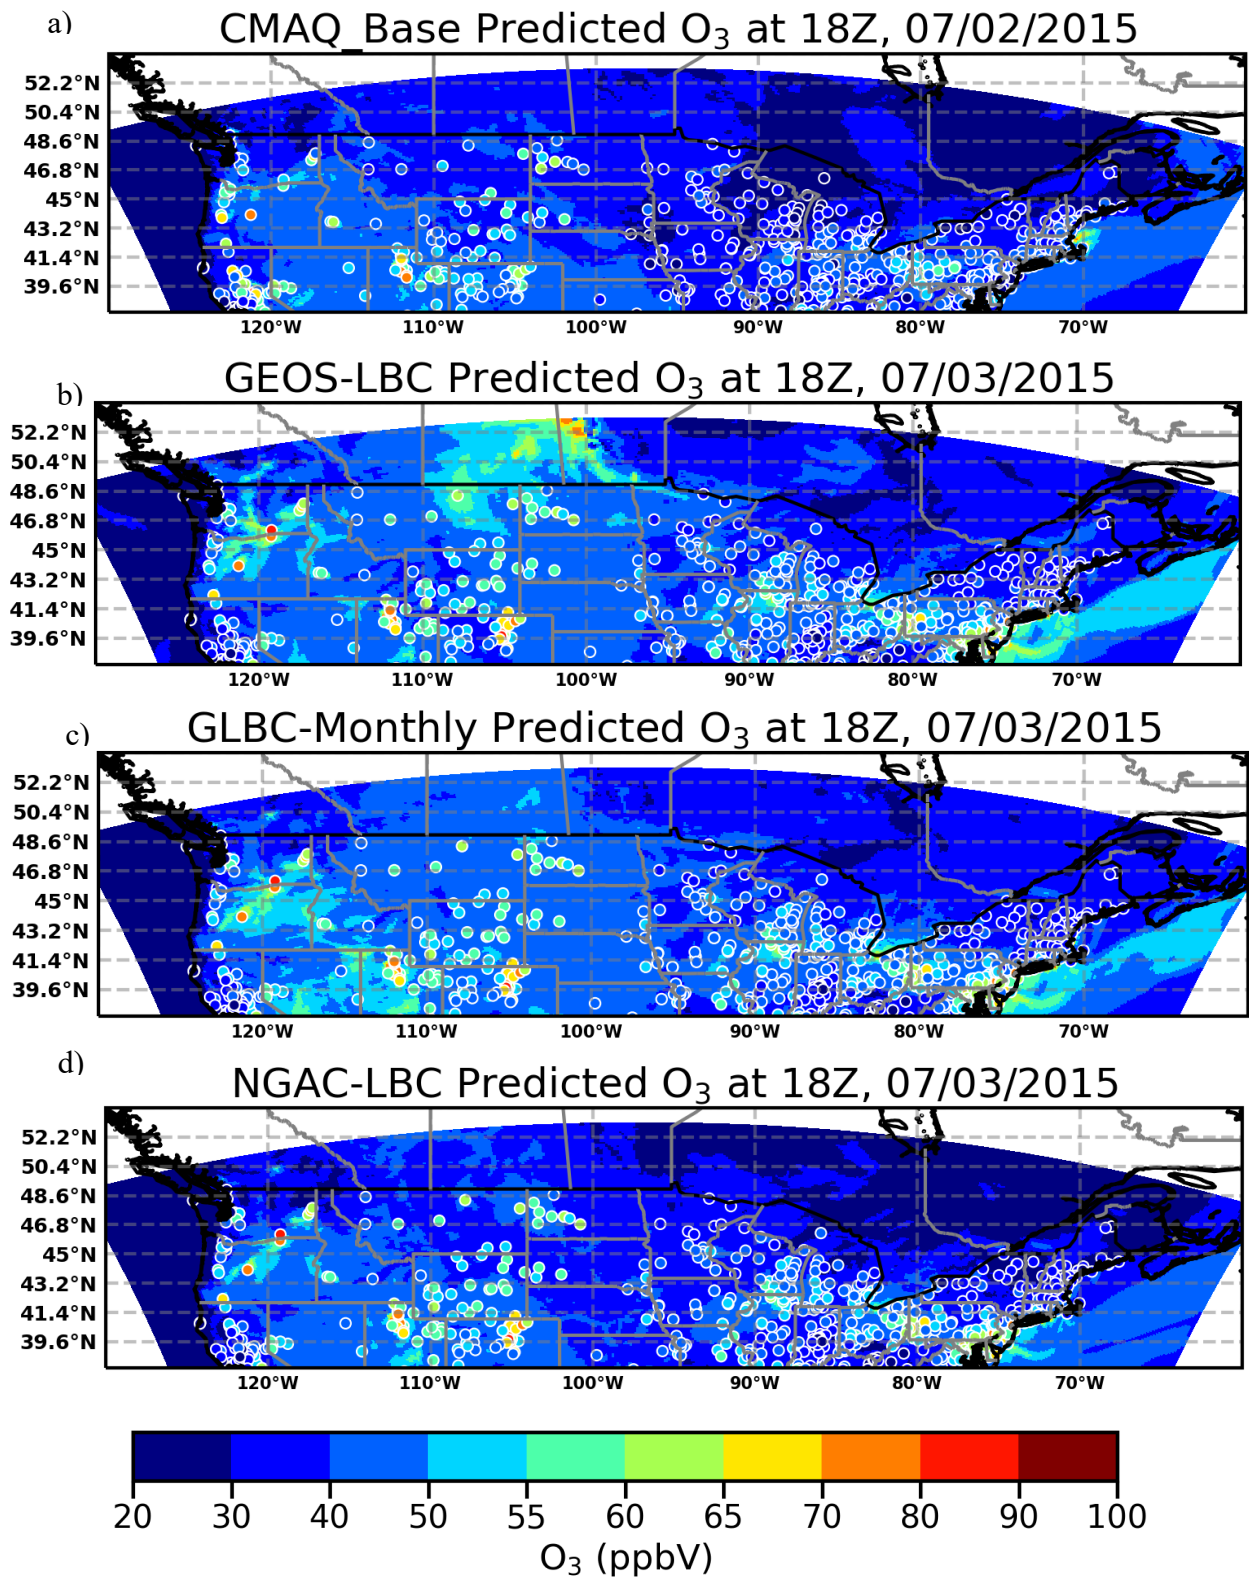 a)
CMAQ_Base Predicted O₃ at 18Z, 07/02/2015
52.2°N
50.4°N
48.6°N
46.8°N
45°N
43.2°N
41.4°N
39.6°N
120°W 110°W 100°W 90°W 80°W 70°W
b)
GEOS-LBC Predicted O₃ at 18Z, 07/03/2015
52.2°N
50.4°N
48.6°N
46.8°N
45°N
43.2°N
41.4°N
39.6°N
120°W 110°W 100°W 90°W 80°W 70°W
c)
GLBC-Monthly Predicted O₃ at 18Z, 07/03/2015
52.2°N
50.4°N
48.6°N
46.8°N
45°N
43.2°N
41.4°N
39.6°N
120°W 110°W 100°W 90°W 80°W 70°W
d)
NGAC-LBC Predicted O₃ at 18Z, 07/03/2015
52.2°N
50.4°N
48.6°N
46.8°N
45°N
43.2°N
41.4°N
39.6°N
120°W 110°W 100°W 90°W 80°W 70°W
20 30 40 50 55 60 65 70 80 90 100
O₃ (ppbV)